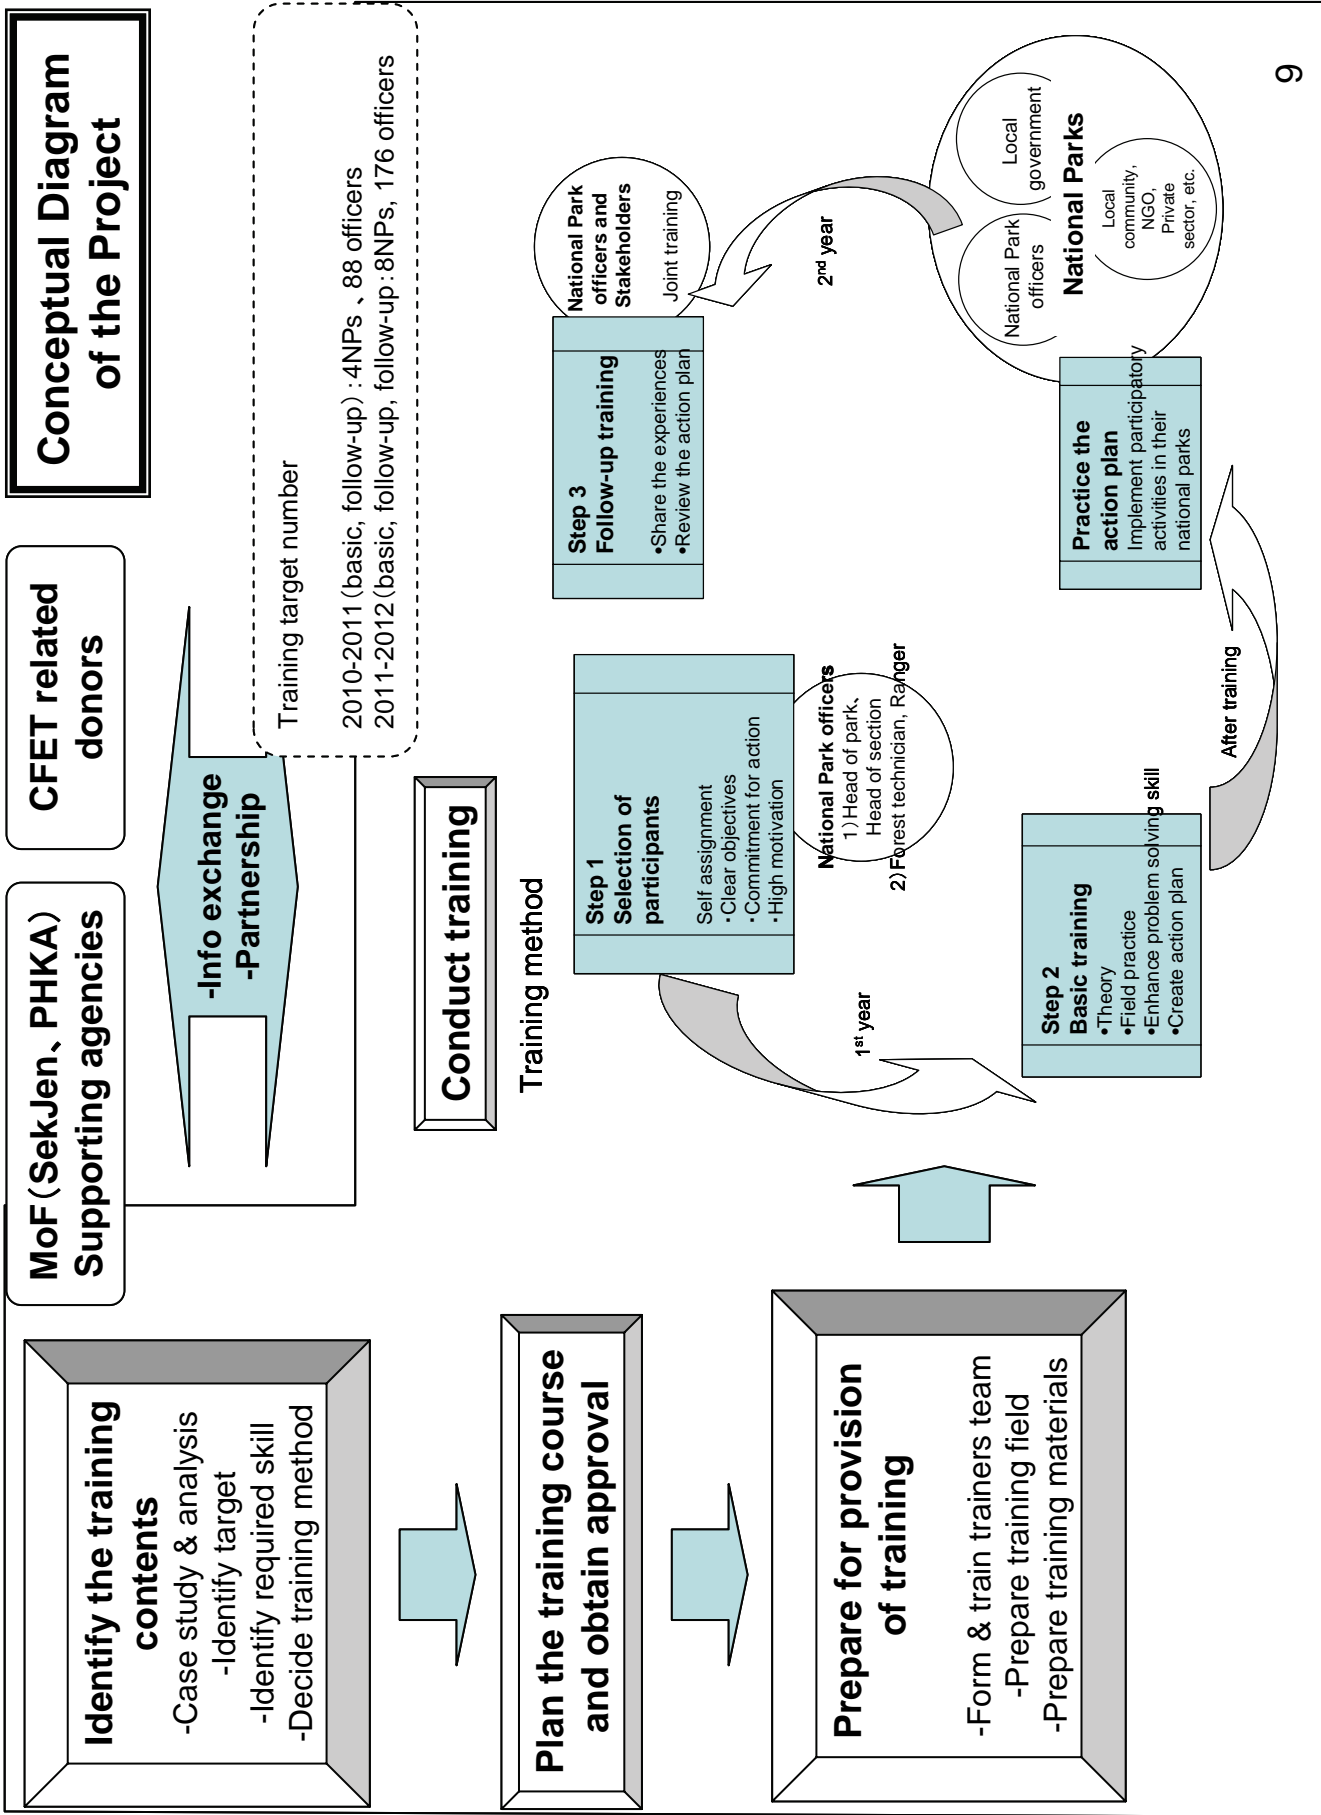 Conceptual Diagram
of the Project
MoF(SekJen、PHKA)
Supporting agencies
CFET related
donors
-Info exchange
-Partnership
Training target number
2010-2011(basic, follow-up):4NPs、88 officers
2011-2012(basic, follow-up, follow-up:8NPs, 176 officers
Identify the training
contents
-Case study & analysis
-Identify target
-Identify required skill
-Decide training method
Plan the training course
and obtain approval
Prepare for provision
of training
-Form & train trainers team
-Prepare training field
-Prepare training materials
Conduct training
Training method
Step 1
Selection of
participants
Self assignment
・Clear objectives
・Commitment for action
・High motivation
National Park officers
1)Head of park、
Head of section
2)Forest technician, Ranger
1st year
Step 2
Basic training
•Theory
•Field practice
•Enhance problem solving skill
•Create action plan
After training
Practice the
action plan
Implement participatory
activities in their
national parks
National Park
officers
Local
government
National Parks
Local
community,
NGO,
Private
sector, etc.
2nd year
Step 3
Follow-up training
•Share the experiences
•Review the action plan
National Park
officers and
Stakeholders
Joint training
9